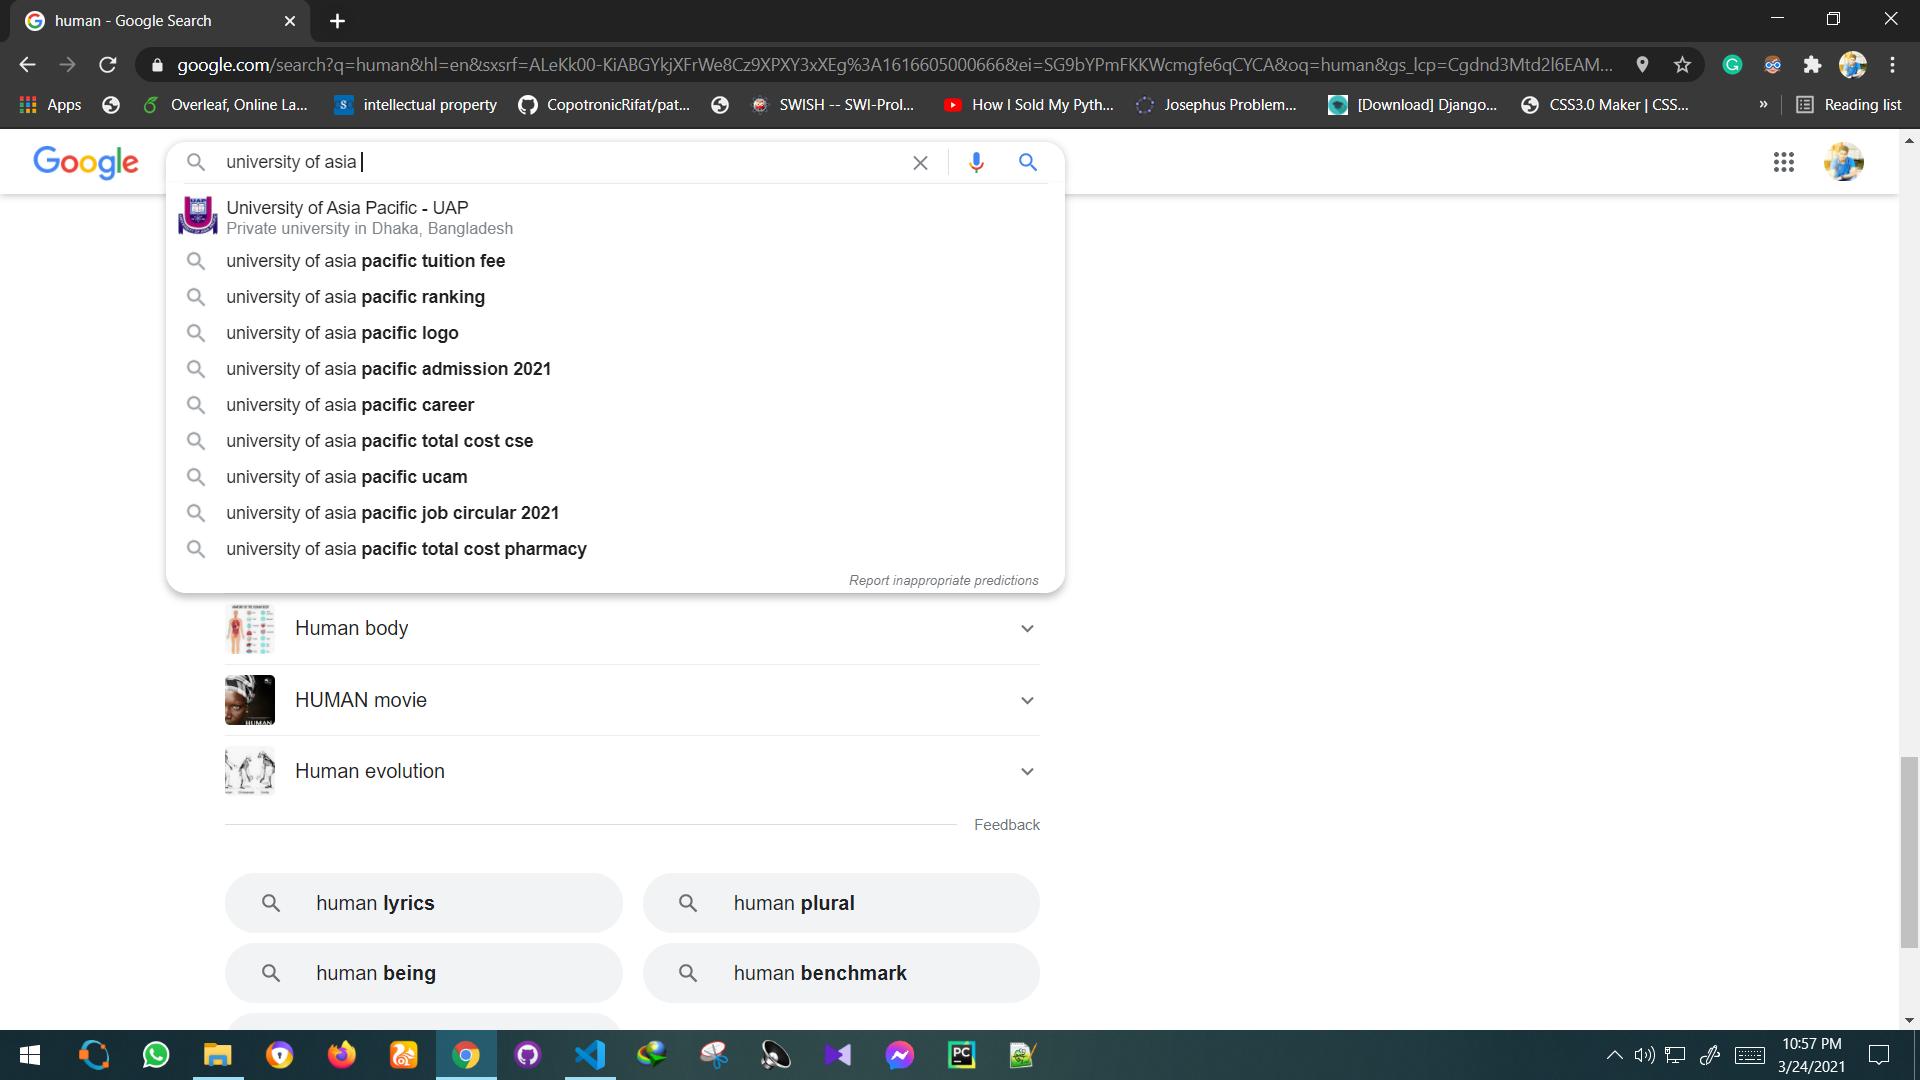 human - Google Search
google.com/search?q=human&hl=en&sxsrf=ALeKk00-KiABGYkjXFrWe8Cz9XPXY3xXEg%3A1616605000666&ei=SG9bYPmFKKWcmgfe6qCYCA&oq=human&gs_lcp=Cgdnd3Mtd2l6EAM...
Apps
Overleaf, Online La...
intellectual property
CopotronicRifat/pat...
SWISH -- SWI-Prol...
How I Sold My Pyth...
Josephus Problem...
[Download] Django...
CSS3.0 Maker | CSS...
»
Reading list
Google
university of asia
University of Asia Pacific - UAP
Private university in Dhaka, Bangladesh
university of asia pacific tuition fee
university of asia pacific ranking
university of asia pacific logo
university of asia pacific admission 2021
university of asia pacific career
university of asia pacific total cost cse
university of asia pacific ucam
university of asia pacific job circular 2021
university of asia pacific total cost pharmacy
Report inappropriate predictions
Human body
HUMAN movie
Human evolution
Feedback
human lyrics
human plural
human being
human benchmark
10:57 PM
3/24/2021